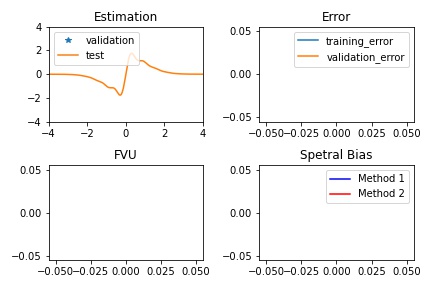 Estimation
4
2
0
−2
−4
−4 −2 0 2 4
validation
test
Error
0.05
0.00
−0.05
−0.050 −0.025 0.000 0.025 0.050
training_error
validation_error
FVU
0.05
0.00
−0.05
−0.050 −0.025 0.000 0.025 0.050
Spetral Bias
0.05
0.00
−0.05
−0.050 −0.025 0.000 0.025 0.050
Method 1
Method 2